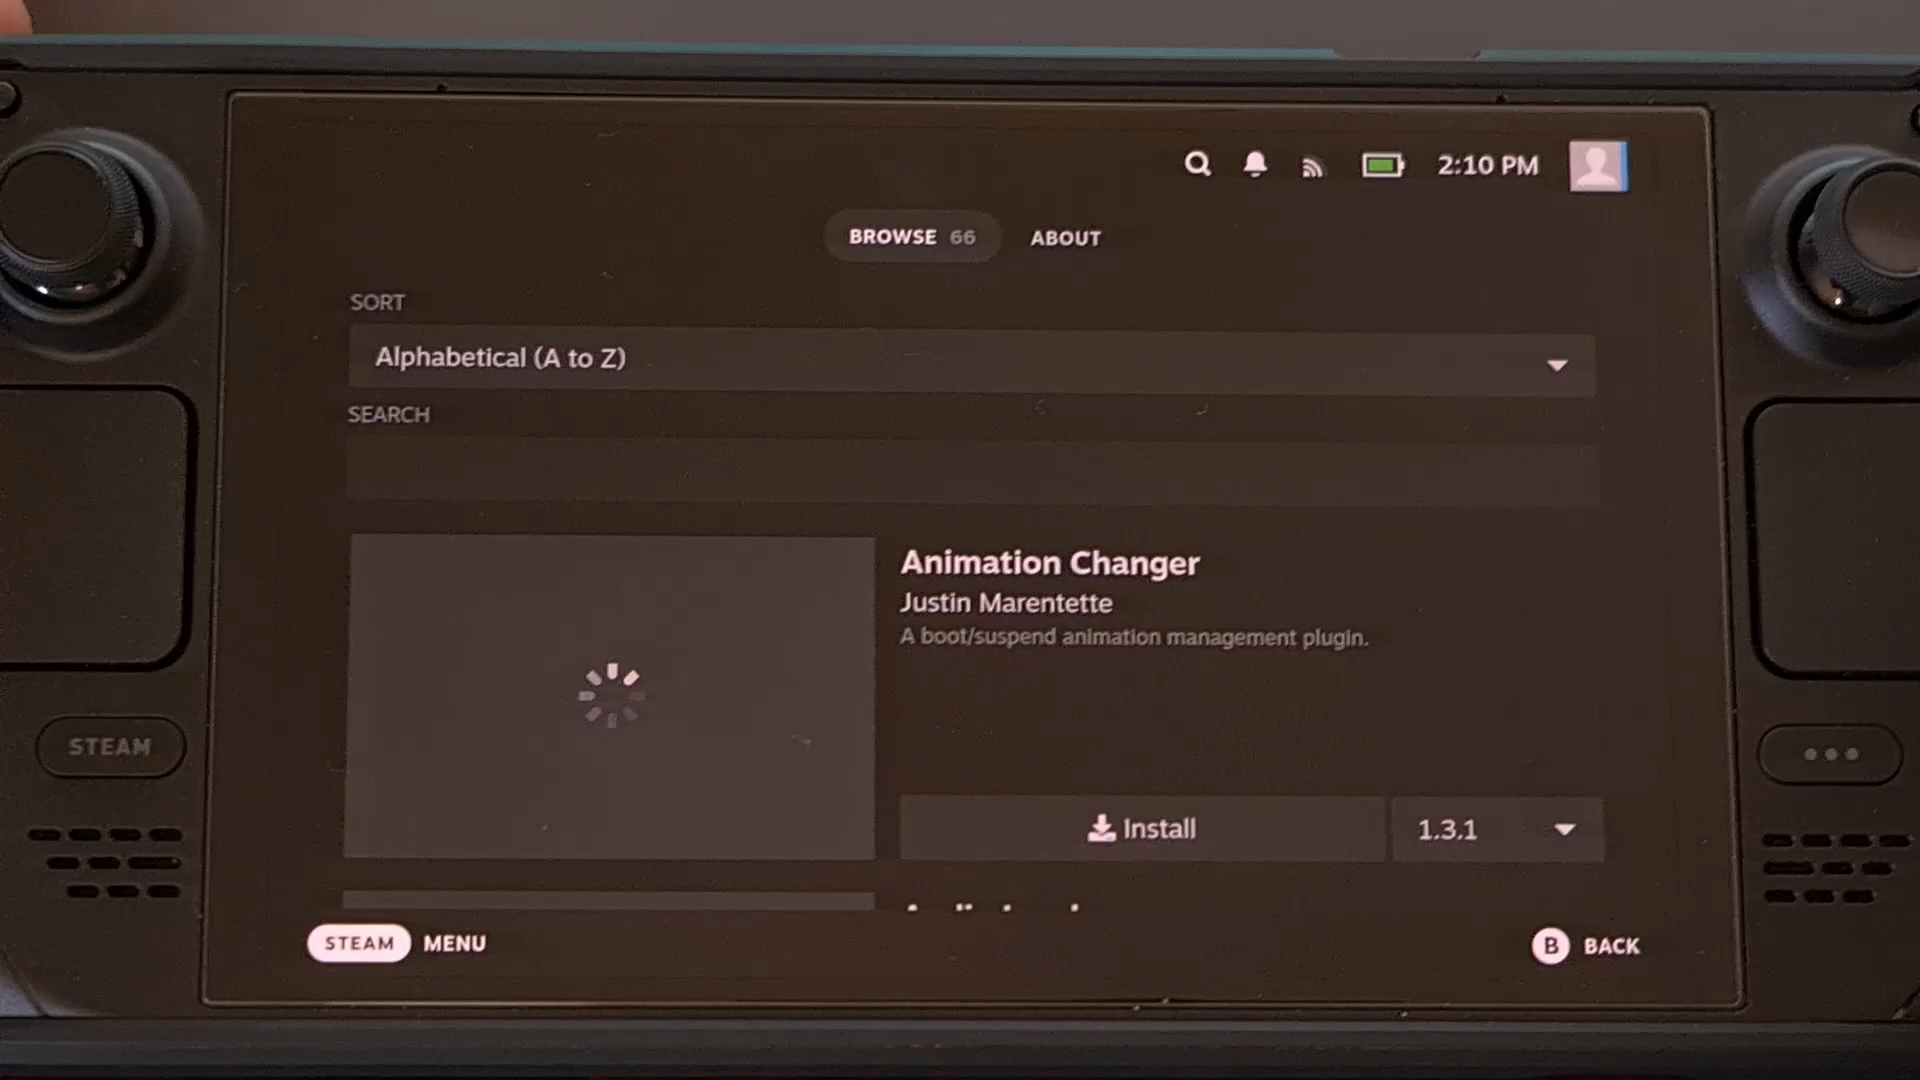 2:10 PM
BROWSE 66
ABOUT
SORT
Alphabetical (A to Z)
SEARCH
Animation Changer
Justin Marentette
A boot/suspend animation management plugin.
Install
1.3.1
STEAM
STEAM MENU
B BACK